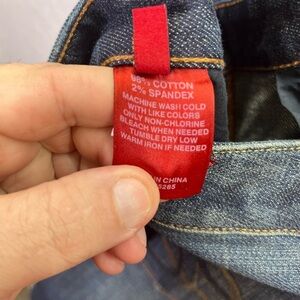 98% COTTON
2% SPANDEX
MACHINE WASH COLD
WITH LIKE COLORS
ONLY NON-CHLORINE
BLEACH WHEN NEEDED
TUMBLE DRY LOW
WARM IRON IF NEEDED
IN CHINA
5285